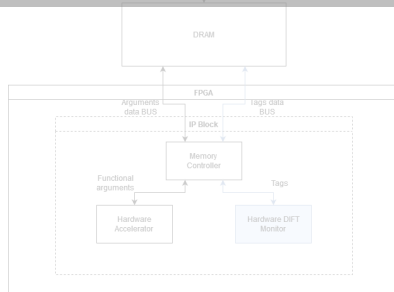 DRAM
FPGA
Arguments
data BUS
Tags data
BUS
IP Block
Memory
Controller
Functional
arguments
Tags
Hardware
Accelerator
Hardware DIFT
Monitor